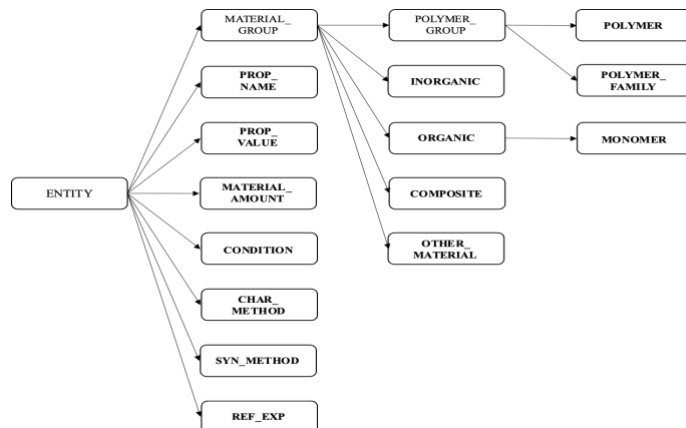 MATERIAL_
GROUP
POLYMER_
GROUP
POLYMER
PROP_
NAME
INORGANIC
POLYMER_
FAMILY
PROP_
VALUE
ORGANIC
MONOMER
ENTITY
MATERIAL_
AMOUNT
COMPOSITE
CONDITION
OTHER_
MATERIAL
CHAR_
METHOD
SYN_METHOD
REF_EXP